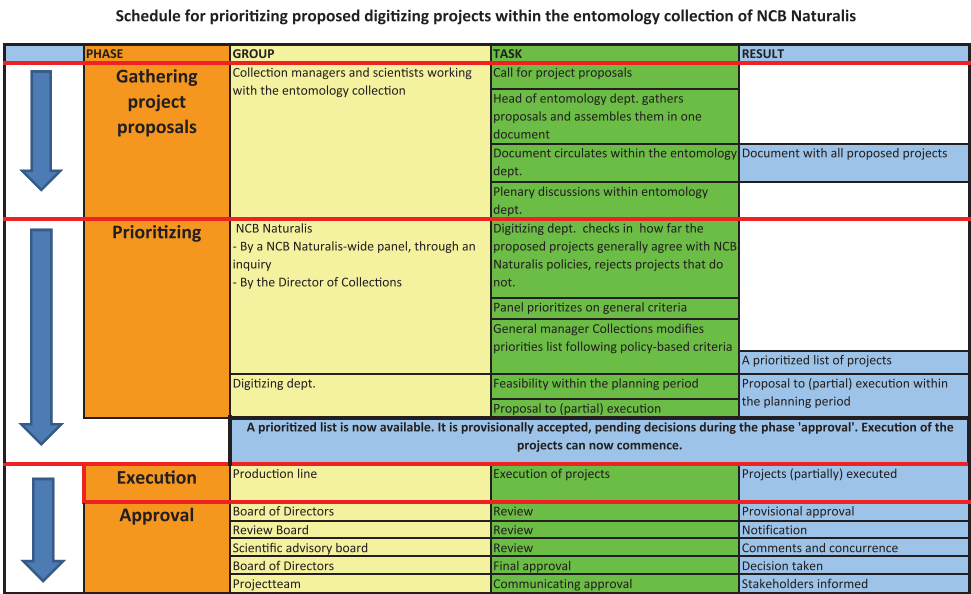 Schedule for prioritizing proposed digitizing projects within the entomology collection of NCB Naturalis
PHASE
GROUP
TASK
RESULT
Gathering
project
proposals
Collection managers and scientists working
with the entomology collection
Call for project proposals
Head of entomology dept. gathers
proposals and assembles them in one
document
Document circulates within the entomology
dept.
Document with all proposed projects
Plenary discussions within entomology
dept.
Prioritizing
NCB Naturalis
- By a NCB Naturalis-wide panel, through an
inquiry
- By the Director of Collections
Digitizing dept.  checks in  how far the
proposed projects generally agree with NCB
Naturalis policies, rejects projects that do
not.
Panel prioritizes on general criteria
General manager Collections modifies
priorities list following policy-based criteria
A prioritized list of projects
Digitizing dept.
Feasibility within the planning period
Proposal to (partial) execution
Proposal to (partial) execution within
the planning period
A prioritized list is now available. It is provisionally accepted, pending decisions during the phase 'approval'. Execution of the
projects can now commence.
Execution
Production line
Execution of projects
Projects (partially) executed
Approval
Board of Directors
Review
Provisional approval
Review Board
Review
Notification
Scientific advisory board
Review
Comments and concurrence
Board of Directors
Final approval
Decision taken
Projectteam
Communicating approval
Stakeholders informed